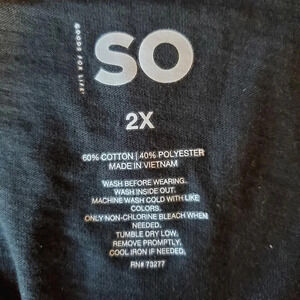 GOODS FOR LIFE.
SO
2X
60% COTTON | 40% POLYESTER
MADE IN VIETNAM
WASH BEFORE WEARING.
WASH INSIDE OUT.
MACHINE WASH COLD WITH LIKE
COLORS.
ONLY NON-CHLORINE BLEACH WHEN
NEEDED.
TUMBLE DRY LOW.
REMOVE PROMPTLY.
COOL IRON IF NEEDED.
RN# 73277